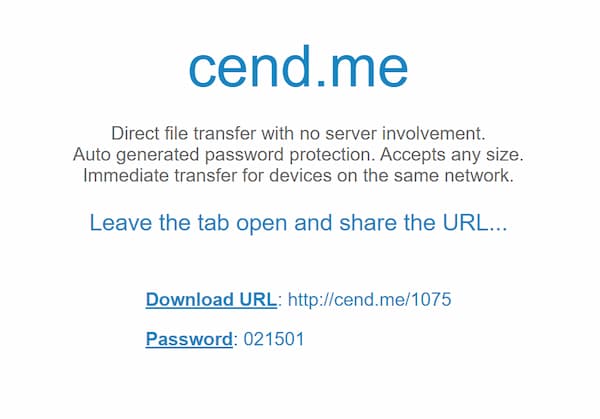 cend.me
Direct file transfer with no server involvement.
Auto generated password protection. Accepts any size.
Immediate transfer for devices on the same network.
Leave the tab open and share the URL...
Download URL: http://cend.me/1075
Password: 021501